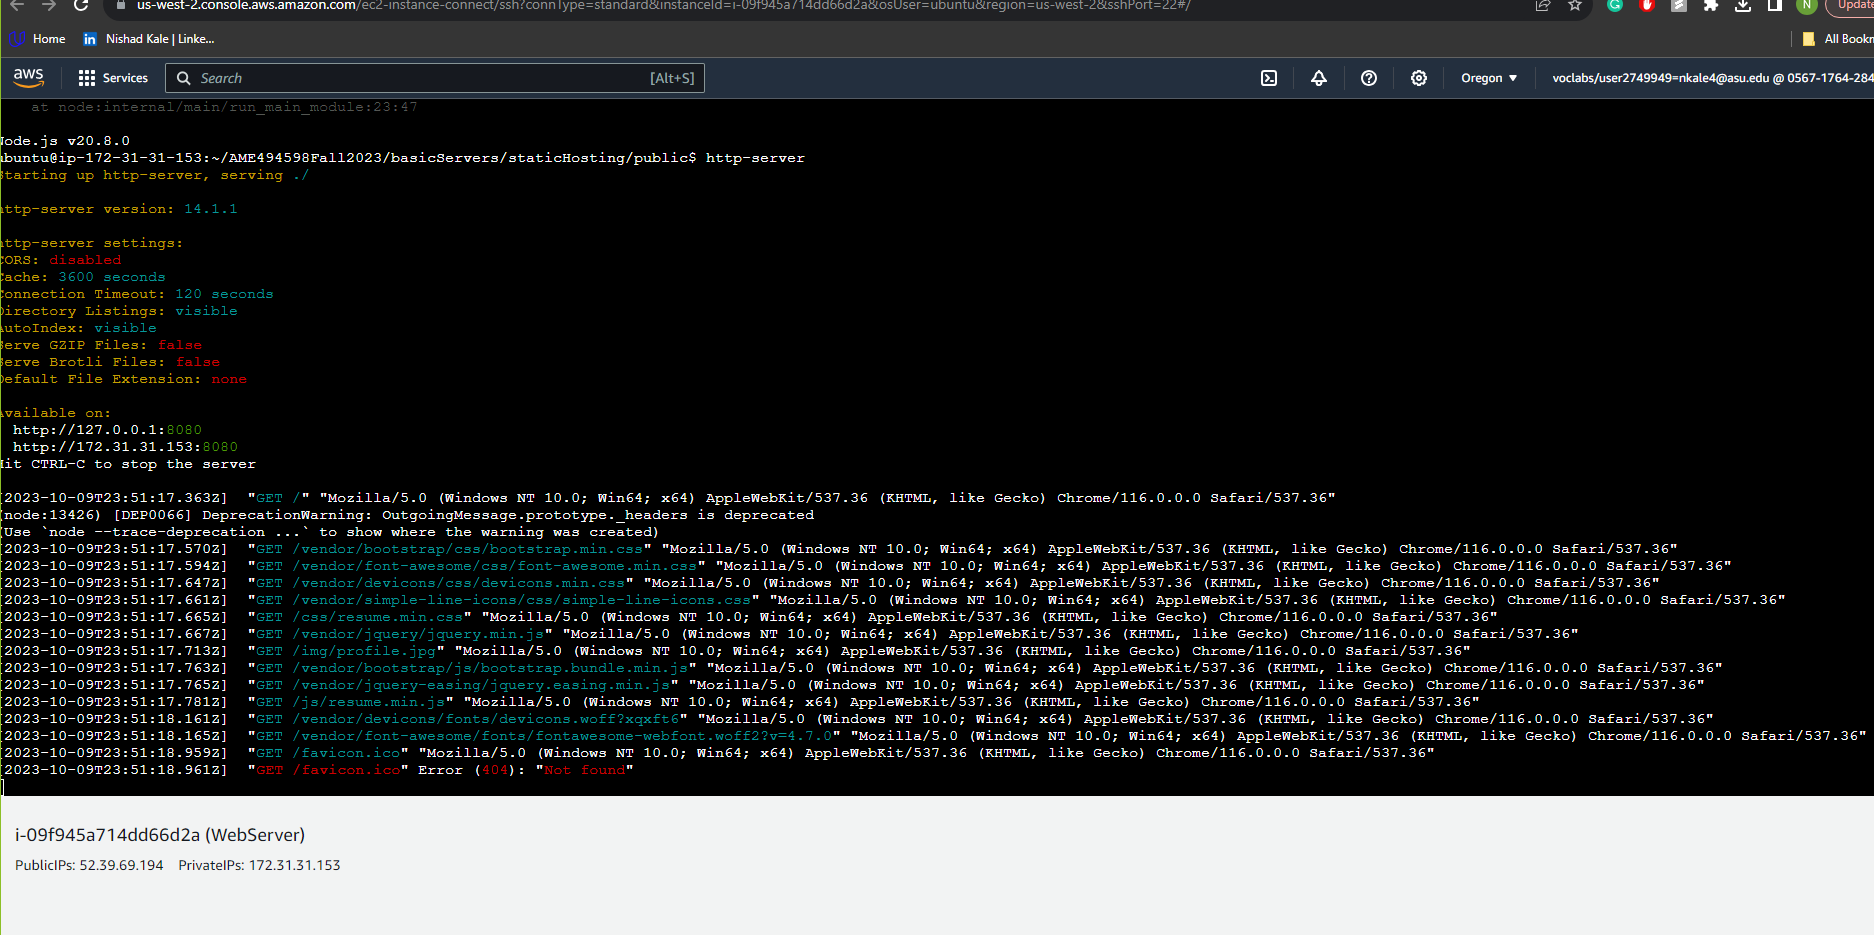 us-west-2.console.aws.amazon.com/ec2-instance-connect/ssh?connType=standard&instanceId=i-09f945a714dd66d2a&osUser=ubuntu&region=us-west-2&sshPort=22#/
N
Update
Home
in Nishad Kale | Linke...
All Bookm
aws
Services
Search
[Alt+S]
Oregon
voclabs/user2749949=nkale4@asu.edu @ 0567-1764-284
at node:internal/main/run_main_module:23:47
Node.js v20.8.0
ubuntu@ip-172-31-31-153:~/AME494598Fall2023/basicServers/staticHosting/public$ http-server
Starting up http-server, serving ./
http-server version: 14.1.1
http-server settings:
CORS: disabled
Cache: 3600 seconds
Connection Timeout: 120 seconds
Directory Listings: visible
AutoIndex: visible
Serve GZIP Files: false
Serve Brotli Files: false
Default File Extension: none
Available on:
http://127.0.0.1:8080
http://172.31.31.153:8080
Hit CTRL-C to stop the server
[2023-10-09T23:51:17.363Z] "GET /" "Mozilla/5.0 (Windows NT 10.0; Win64; x64) AppleWebKit/537.36 (KHTML, like Gecko) Chrome/116.0.0.0 Safari/537.36"
(node:13426) [DEP0066] DeprecationWarning: OutgoingMessage.prototype._headers is deprecated
(Use `node --trace-deprecation ...` to show where the warning was created)
[2023-10-09T23:51:17.570Z] "GET /vendor/bootstrap/css/bootstrap.min.css" "Mozilla/5.0 (Windows NT 10.0; Win64; x64) AppleWebKit/537.36 (KHTML, like Gecko) Chrome/116.0.0.0 Safari/537.36"
[2023-10-09T23:51:17.594Z] "GET /vendor/font-awesome/css/font-awesome.min.css" "Mozilla/5.0 (Windows NT 10.0; Win64; x64) AppleWebKit/537.36 (KHTML, like Gecko) Chrome/116.0.0.0 Safari/537.36"
[2023-10-09T23:51:17.647Z] "GET /vendor/devicons/css/devicons.min.css" "Mozilla/5.0 (Windows NT 10.0; Win64; x64) AppleWebKit/537.36 (KHTML, like Gecko) Chrome/116.0.0.0 Safari/537.36"
[2023-10-09T23:51:17.661Z] "GET /vendor/simple-line-icons/css/simple-line-icons.css" "Mozilla/5.0 (Windows NT 10.0; Win64; x64) AppleWebKit/537.36 (KHTML, like Gecko) Chrome/116.0.0.0 Safari/537.36"
[2023-10-09T23:51:17.665Z] "GET /css/resume.min.css" "Mozilla/5.0 (Windows NT 10.0; Win64; x64) AppleWebKit/537.36 (KHTML, like Gecko) Chrome/116.0.0.0 Safari/537.36"
[2023-10-09T23:51:17.667Z] "GET /vendor/jquery/jquery.min.js" "Mozilla/5.0 (Windows NT 10.0; Win64; x64) AppleWebKit/537.36 (KHTML, like Gecko) Chrome/116.0.0.0 Safari/537.36"
[2023-10-09T23:51:17.713Z] "GET /img/profile.jpg" "Mozilla/5.0 (Windows NT 10.0; Win64; x64) AppleWebKit/537.36 (KHTML, like Gecko) Chrome/116.0.0.0 Safari/537.36"
[2023-10-09T23:51:17.763Z] "GET /vendor/bootstrap/js/bootstrap.bundle.min.js" "Mozilla/5.0 (Windows NT 10.0; Win64; x64) AppleWebKit/537.36 (KHTML, like Gecko) Chrome/116.0.0.0 Safari/537.36"
[2023-10-09T23:51:17.765Z] "GET /vendor/jquery-easing/jquery.easing.min.js" "Mozilla/5.0 (Windows NT 10.0; Win64; x64) AppleWebKit/537.36 (KHTML, like Gecko) Chrome/116.0.0.0 Safari/537.36"
[2023-10-09T23:51:17.781Z] "GET /js/resume.min.js" "Mozilla/5.0 (Windows NT 10.0; Win64; x64) AppleWebKit/537.36 (KHTML, like Gecko) Chrome/116.0.0.0 Safari/537.36"
[2023-10-09T23:51:18.161Z] "GET /vendor/devicons/fonts/devicons.woff?xqxft6" "Mozilla/5.0 (Windows NT 10.0; Win64; x64) AppleWebKit/537.36 (KHTML, like Gecko) Chrome/116.0.0.0 Safari/537.36"
[2023-10-09T23:51:18.165Z] "GET /vendor/font-awesome/fonts/fontawesome-webfont.woff2?v=4.7.0" "Mozilla/5.0 (Windows NT 10.0; Win64; x64) AppleWebKit/537.36 (KHTML, like Gecko) Chrome/116.0.0.0 Safari/537.36"
[2023-10-09T23:51:18.959Z] "GET /favicon.ico" "Mozilla/5.0 (Windows NT 10.0; Win64; x64) AppleWebKit/537.36 (KHTML, like Gecko) Chrome/116.0.0.0 Safari/537.36"
[2023-10-09T23:51:18.961Z] "GET /favicon.ico" Error (404): "Not found"
i-09f945a714dd66d2a (WebServer)
PublicIPs: 52.39.69.194 PrivateIPs: 172.31.31.153